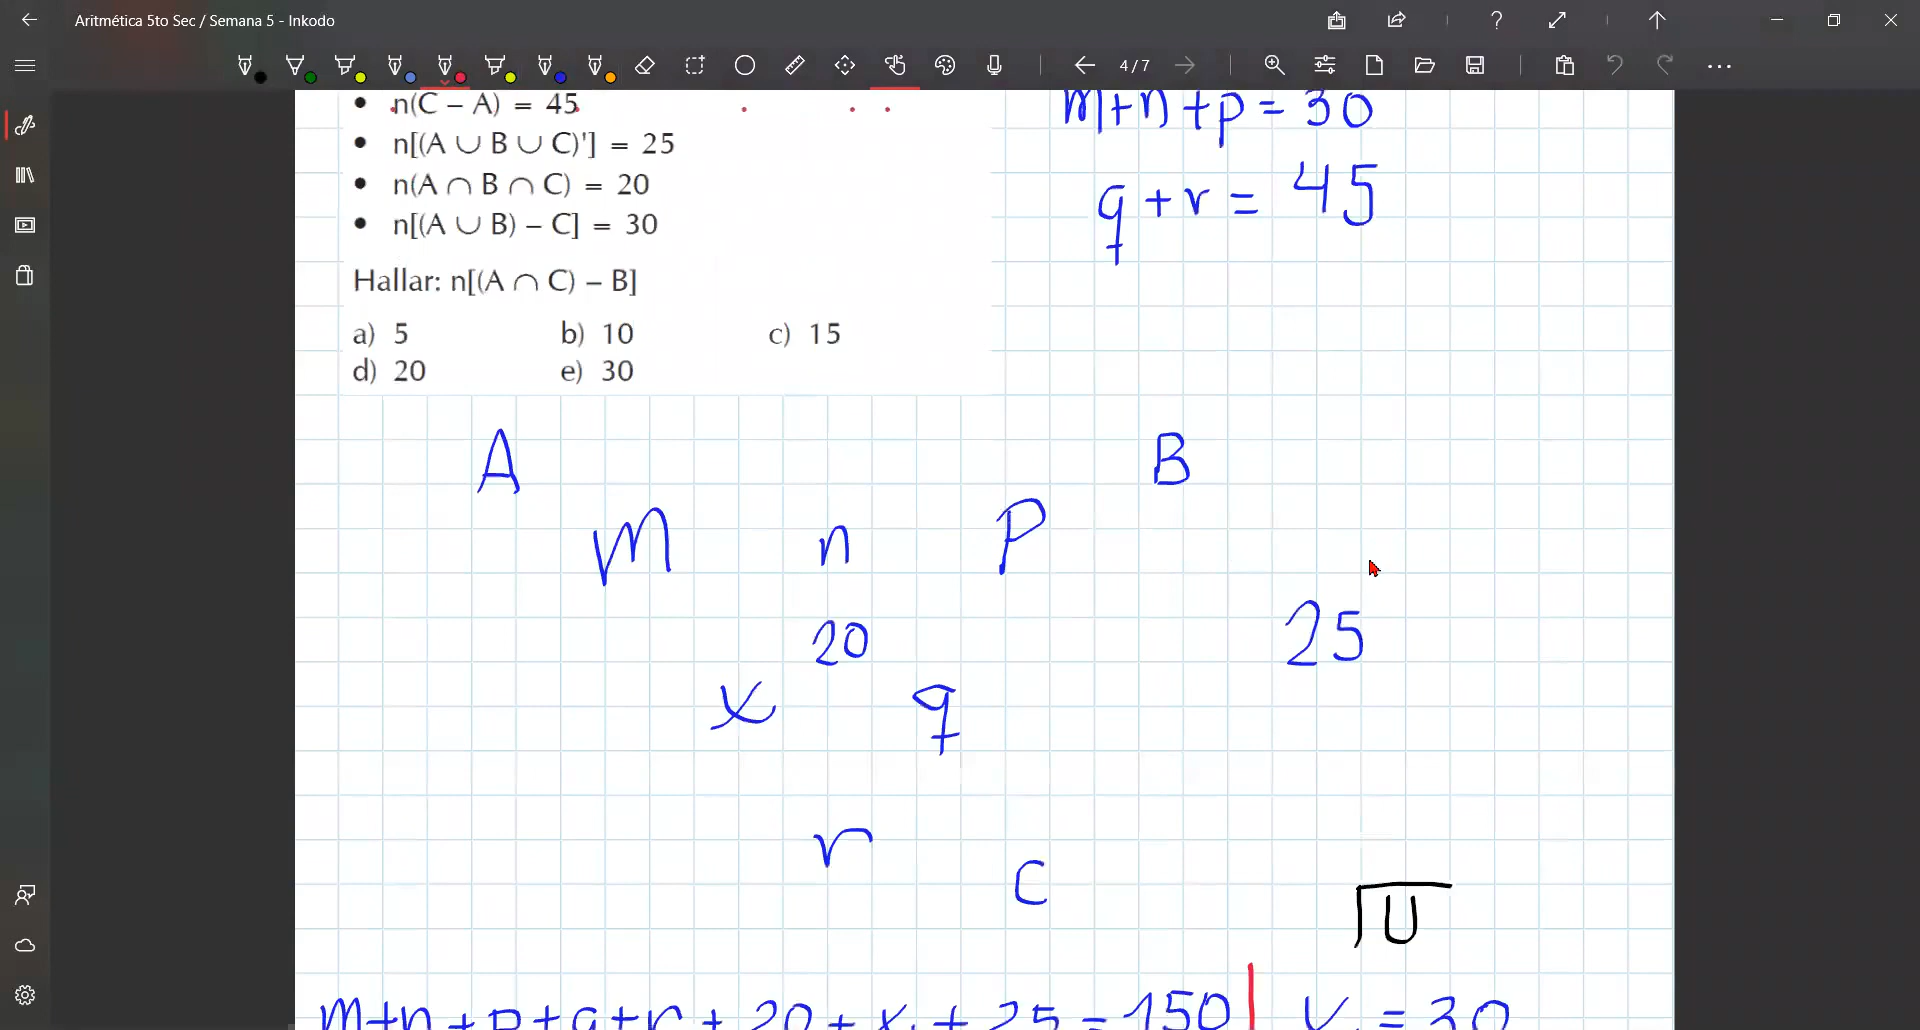 Aritmética 5to Sec / Semana 5 - Inkodo
4 / 7
• n(C – A) = 45
• n[(A ∪ B ∪ C)'] = 25
• n(A ∩ B ∩ C) = 20
• n[(A ∪ B) – C] = 30
Hallar: n[(A ∩ C) – B]
a) 5 b) 10 c) 15
d) 20 e) 30
m+n+p = 30
q+r = 45
A B
m n P
20 25
x q
r
C
U
m+n+p+q+r+20+x+25=150 x = 30